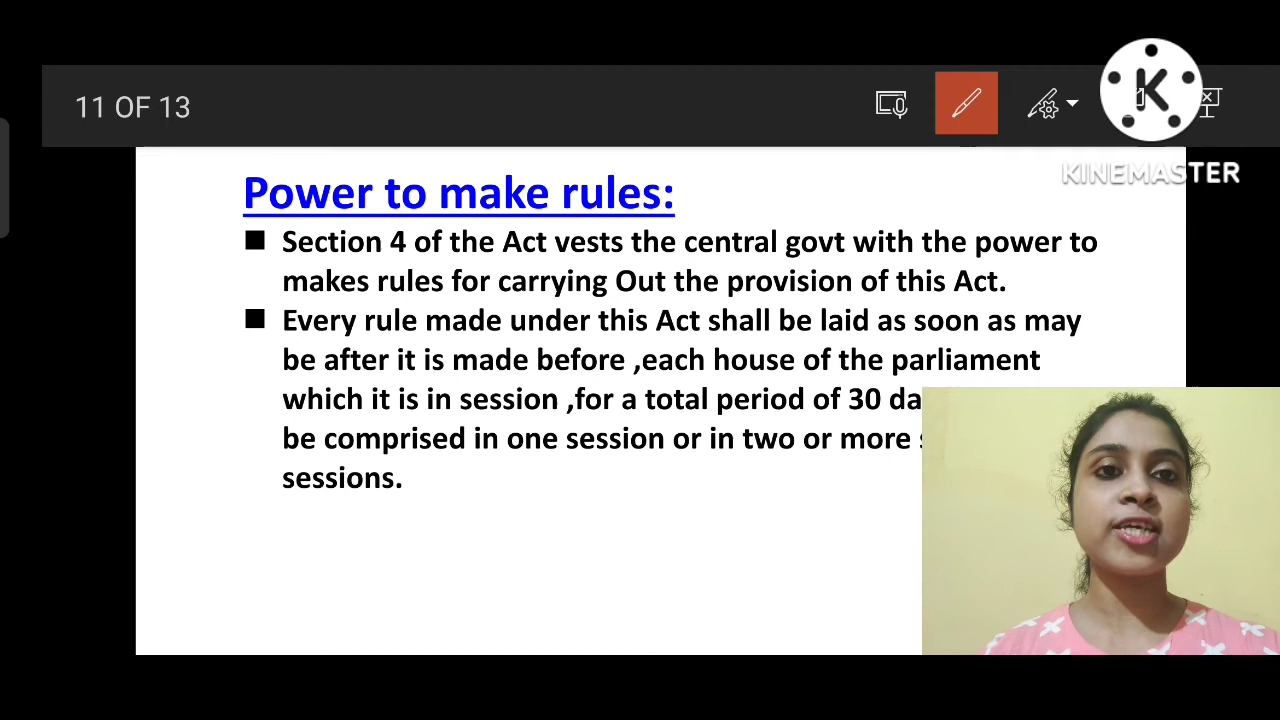 11 OF 13
K
KINEMASTER
Power to make rules:
Section 4 of the Act vests the central govt with the power to
makes rules for carrying Out the provision of this Act.
Every rule made under this Act shall be laid as soon as may
be after it is made before ,each house of the parliament
which it is in session ,for a total period of 30
be comprised in one session or in two or more
sessions.